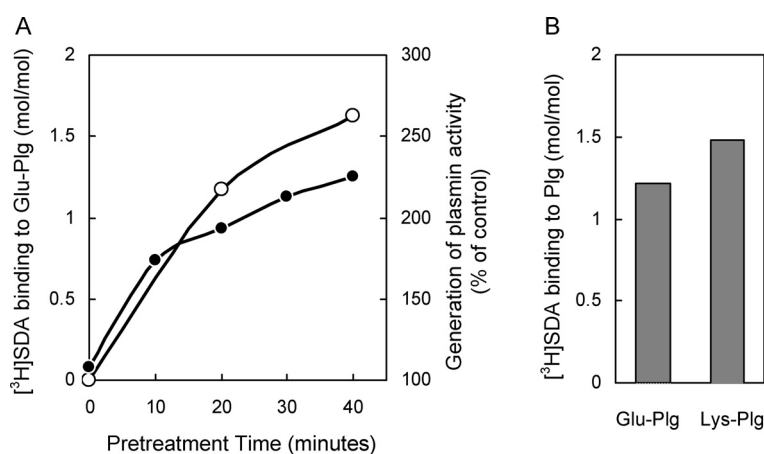 A
[³H]SDA binding to Glu-Plg (mol/mol)
2
1.5
1
0.5
0
300
250
200
150
100
Generation of plasmin activity
(% of control)
0 10 20 30 40
Pretreatment Time (minutes)
B
[³H]SDA binding to Plg (mol/mol)
2
1.5
1
0.5
0
Glu-Plg Lys-Plg